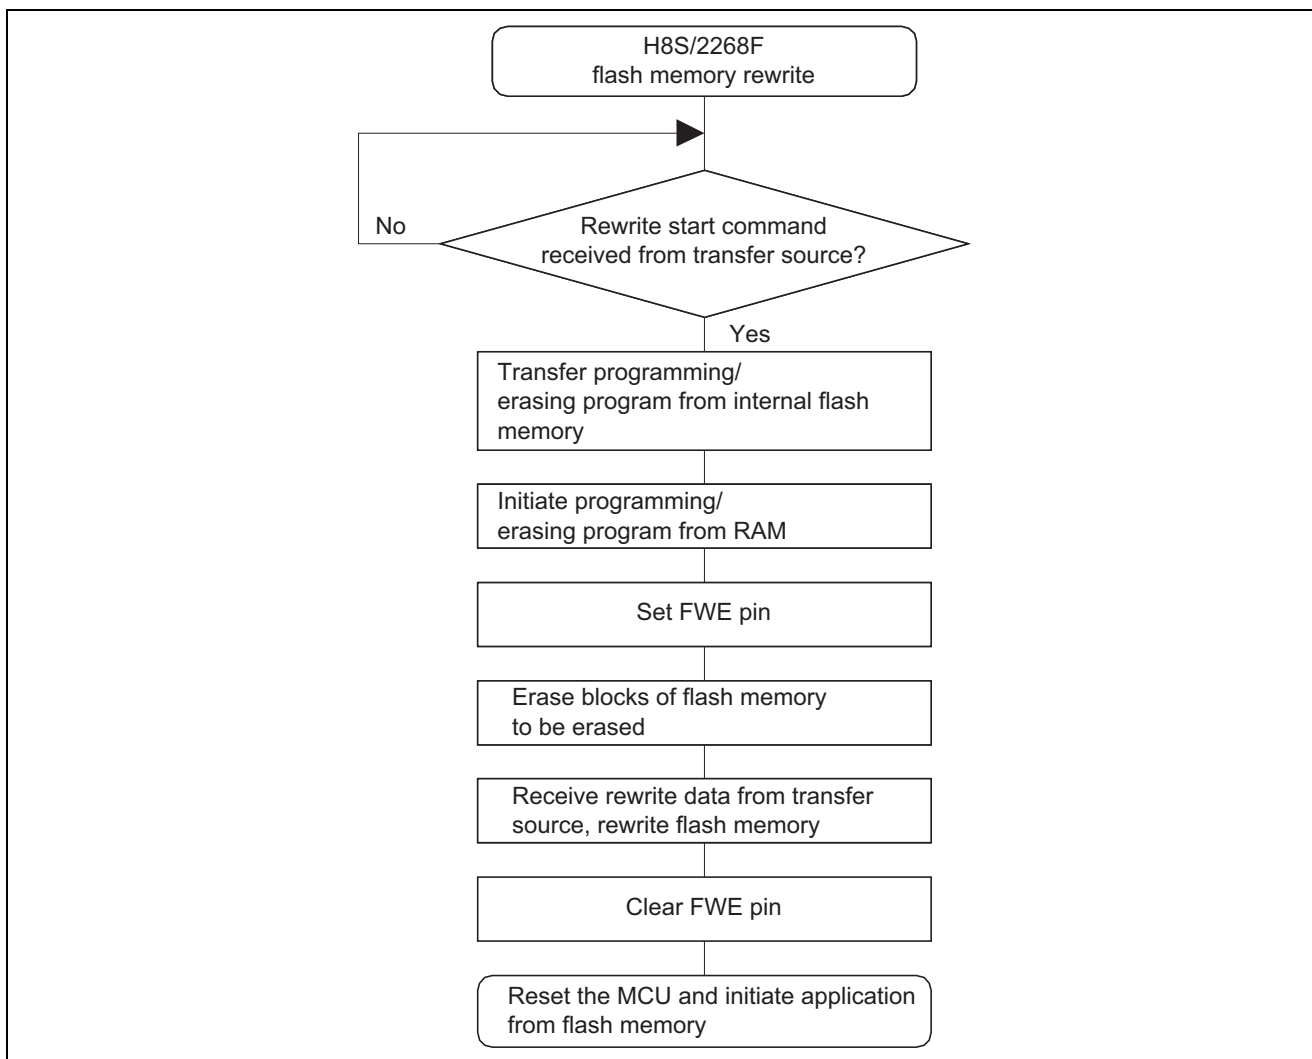 H8S/2268F
flash memory rewrite
Rewrite start command
received from transfer source?
No
Yes
Transfer programming/
erasing program from internal flash
memory
Initiate programming/
erasing program from RAM
Set FWE pin
Erase blocks of flash memory
to be erased
Receive rewrite data from transfer
source, rewrite flash memory
Clear FWE pin
Reset the MCU and initiate application
from flash memory